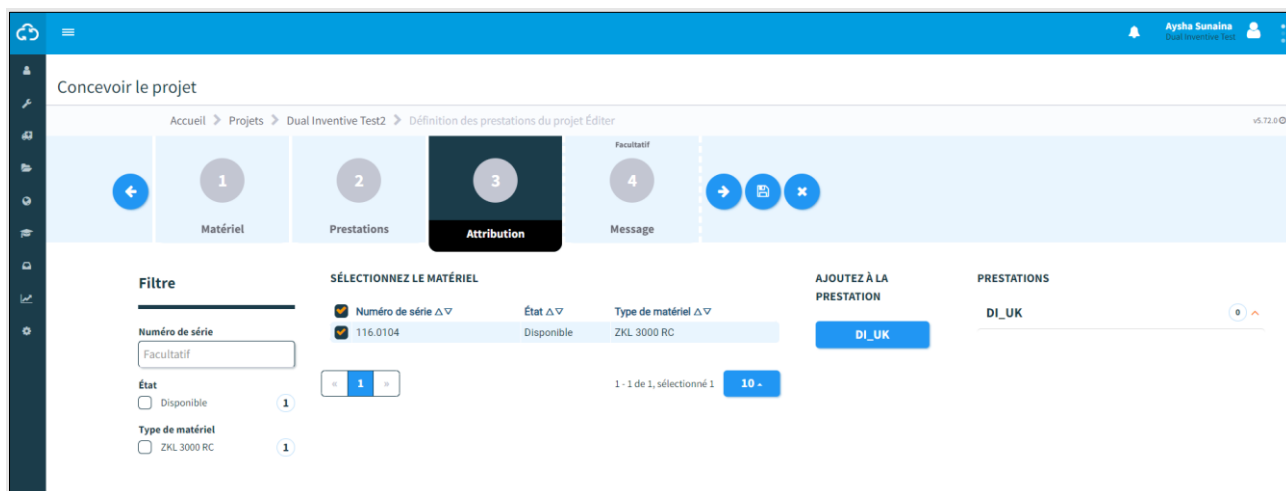 Aysha Sunaina
Dual Inventive Test
Concevoir le projet
Accueil Projets Dual Inventive Test2 Définition des prestations du projet Éditer
v5.72.0
1
Matériel
2
Prestations
3
Attribution
Facultatif
4
Message
Filtre
Numéro de série
Facultatif
État
Disponible 1
Type de matériel
ZKL 3000 RC 1
SÉLECTIONNEZ LE MATÉRIEL
Numéro de série État Type de matériel
116.0104 Disponible ZKL 3000 RC
« 1 »
1 - 1 de 1, sélectionné 1
10
AJOUTEZ À LA
PRESTATION
DI_UK
PRESTATIONS
DI_UK 0